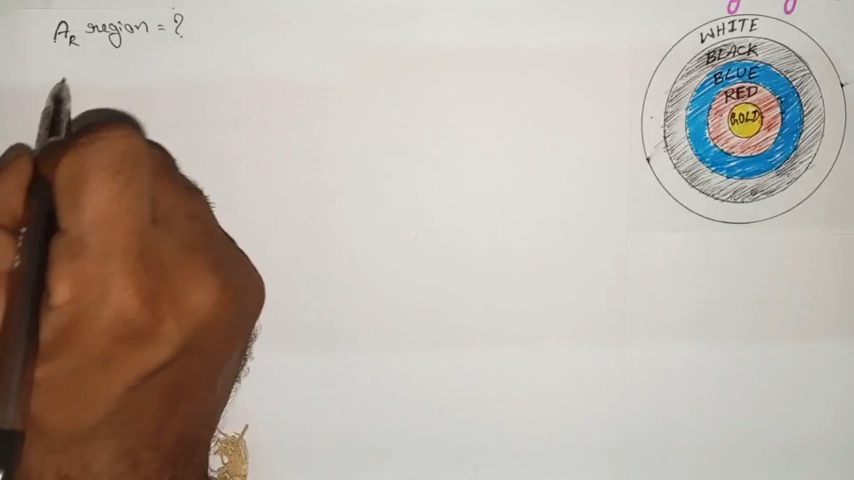 A_R region = ?
WHITE
BLACK
BLUE
RED
GOLD